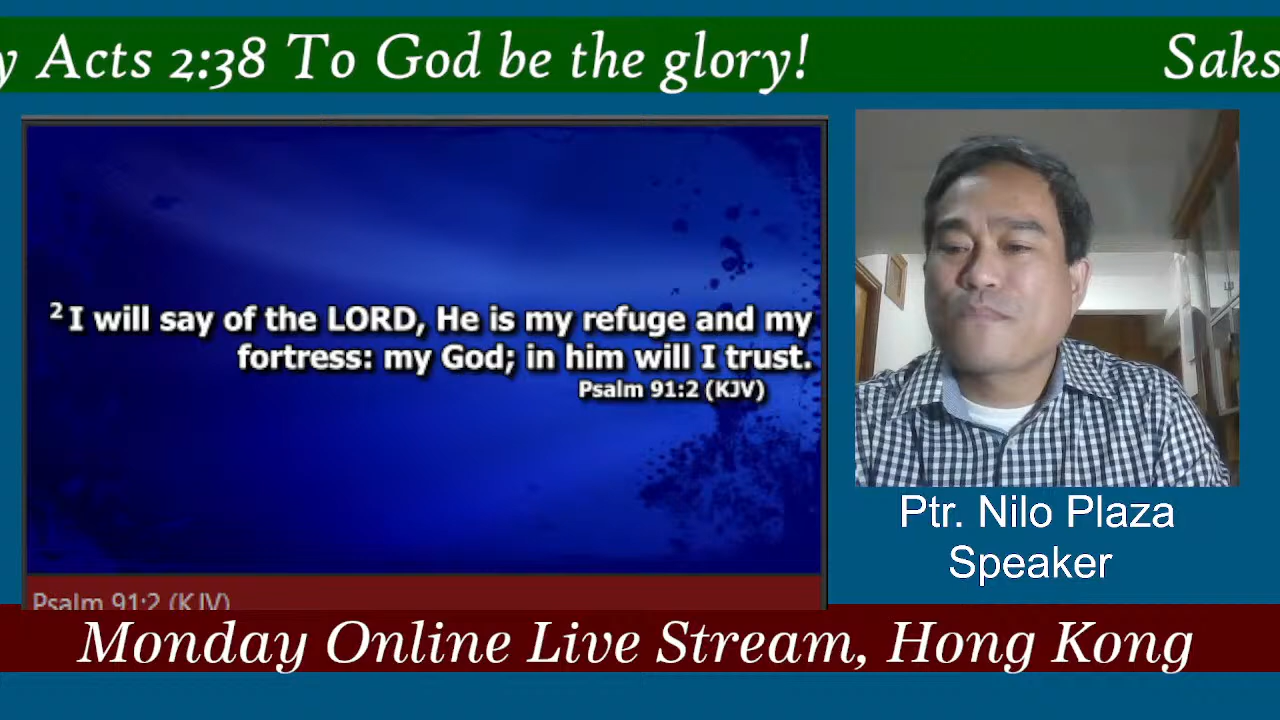 y Acts 2:38 To God be the glory!
Saks
2 I will say of the LORD, He is my refuge and my
fortress: my God; in him will I trust.
Psalm 91:2 (KJV)
Ptr. Nilo Plaza
Speaker
Psalm 91:2 (KJV)
Monday Online Live Stream, Hong Kong